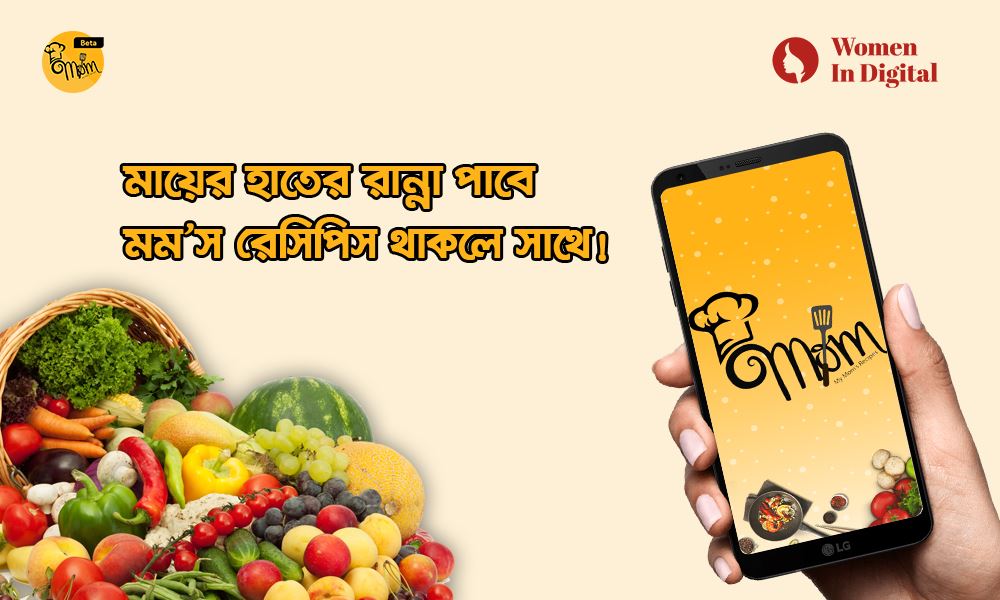 Beta
mom
Women
In Digital
মায়ের হাতের রান্না পাবে
মম’স রেসিপিস থাকলে সাথে!
mom
My Mom's Recipes
LG